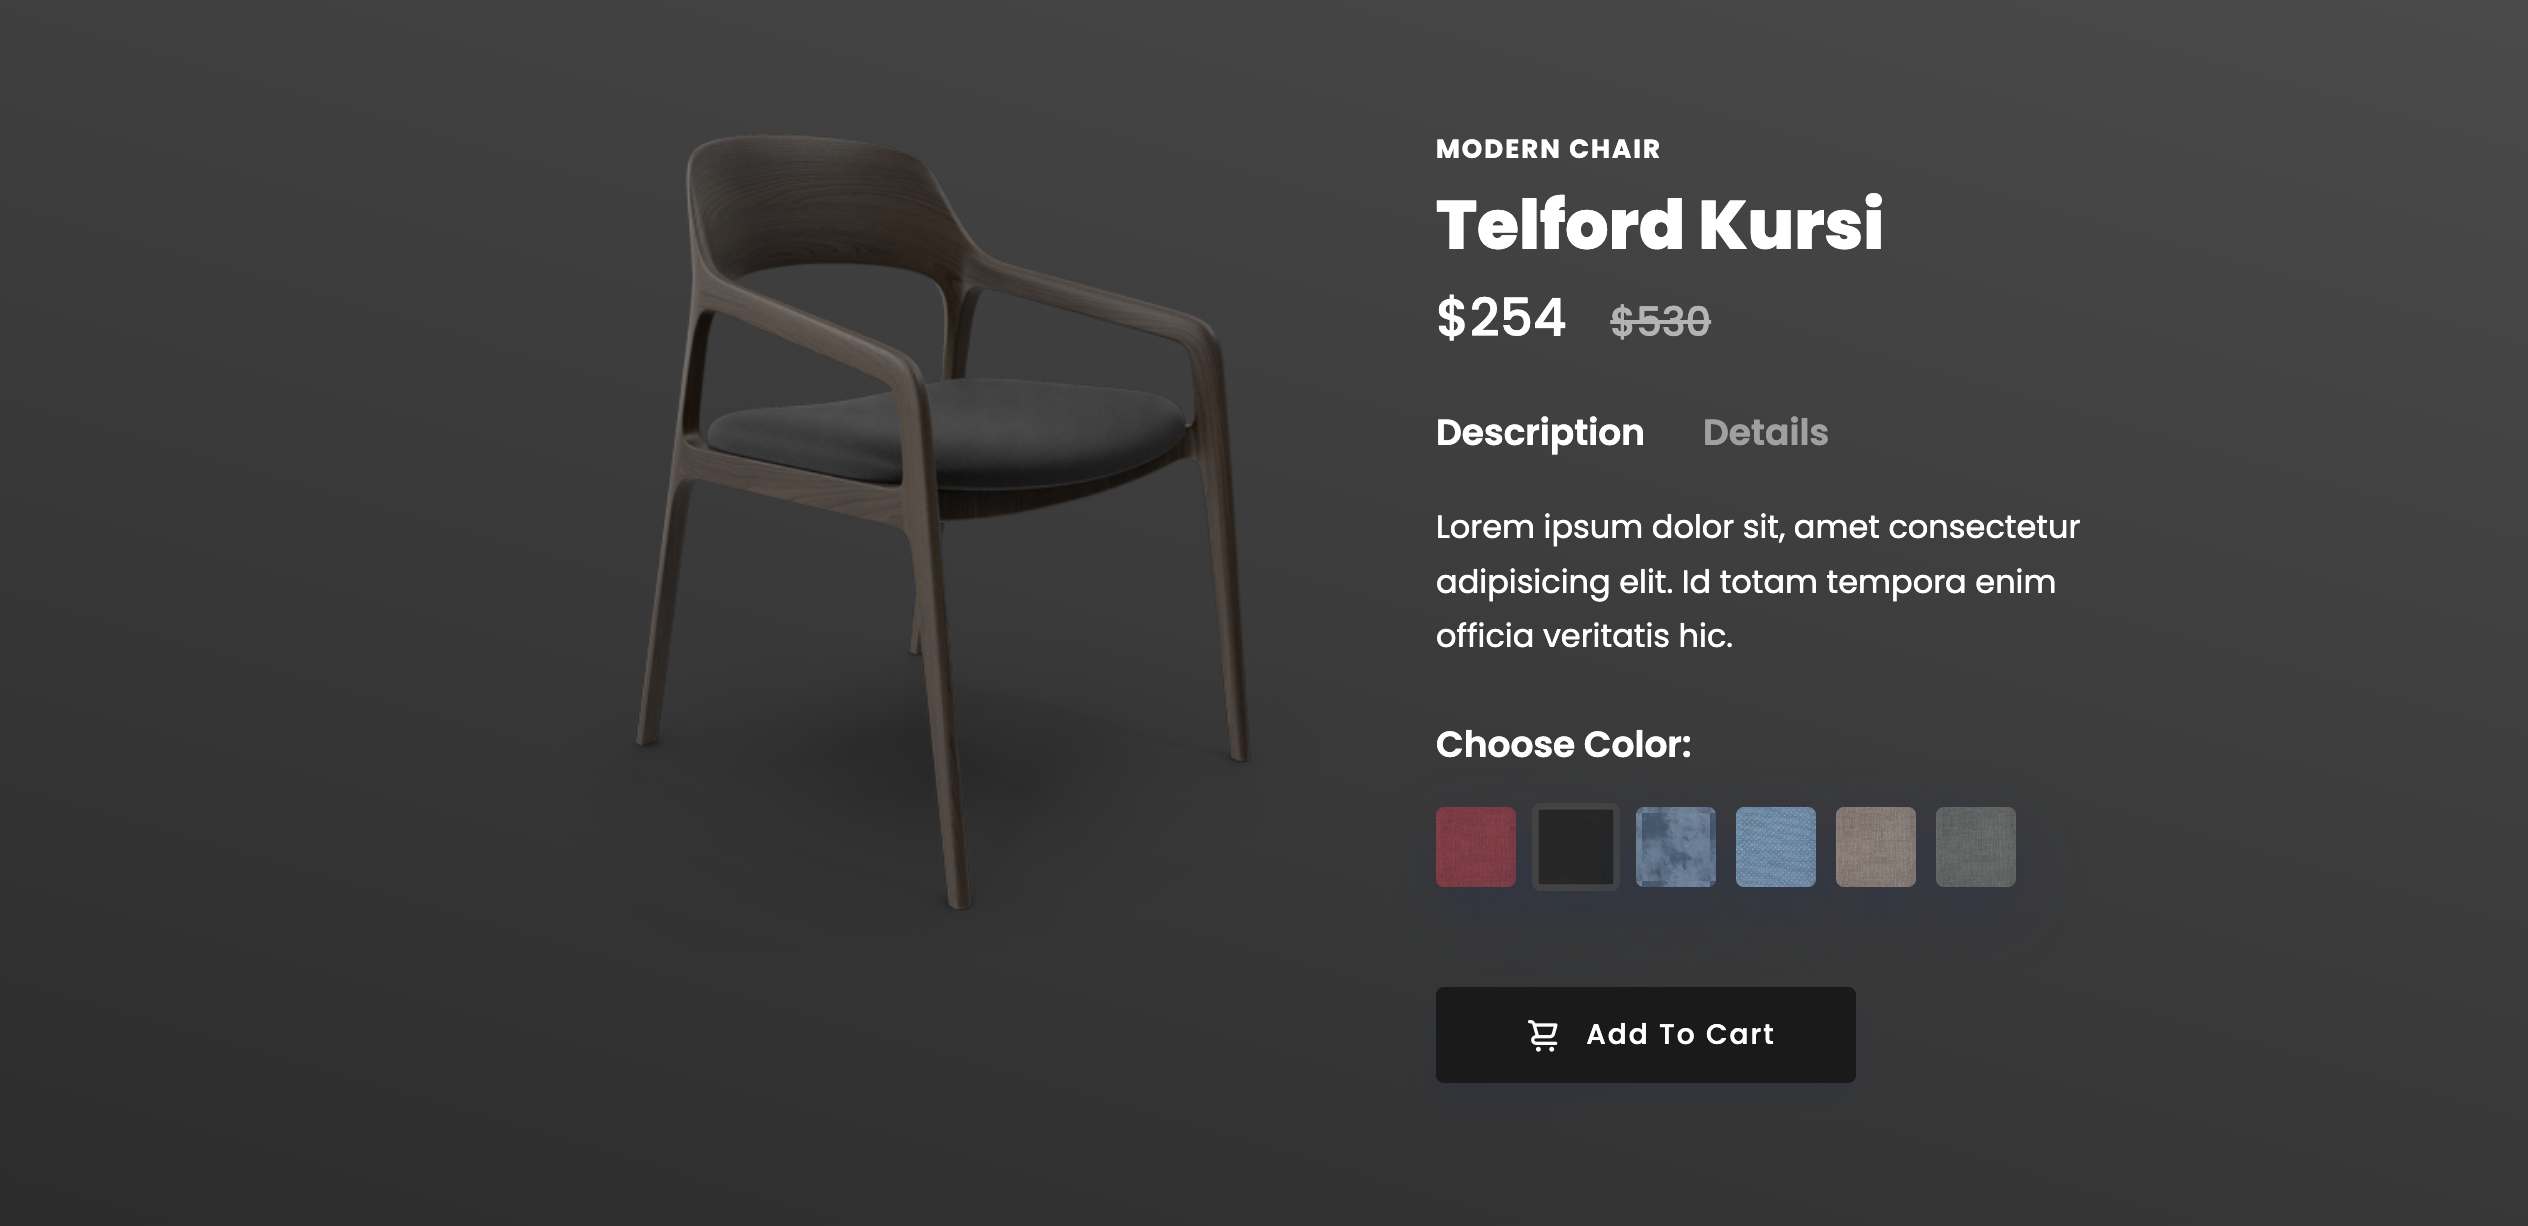 MODERN CHAIR
Telford Kursi
$254 $530
Description Details
Lorem ipsum dolor sit, amet consectetur
adipisicing elit. Id totam tempora enim
officia veritatis hic.
Choose Color:
Add To Cart